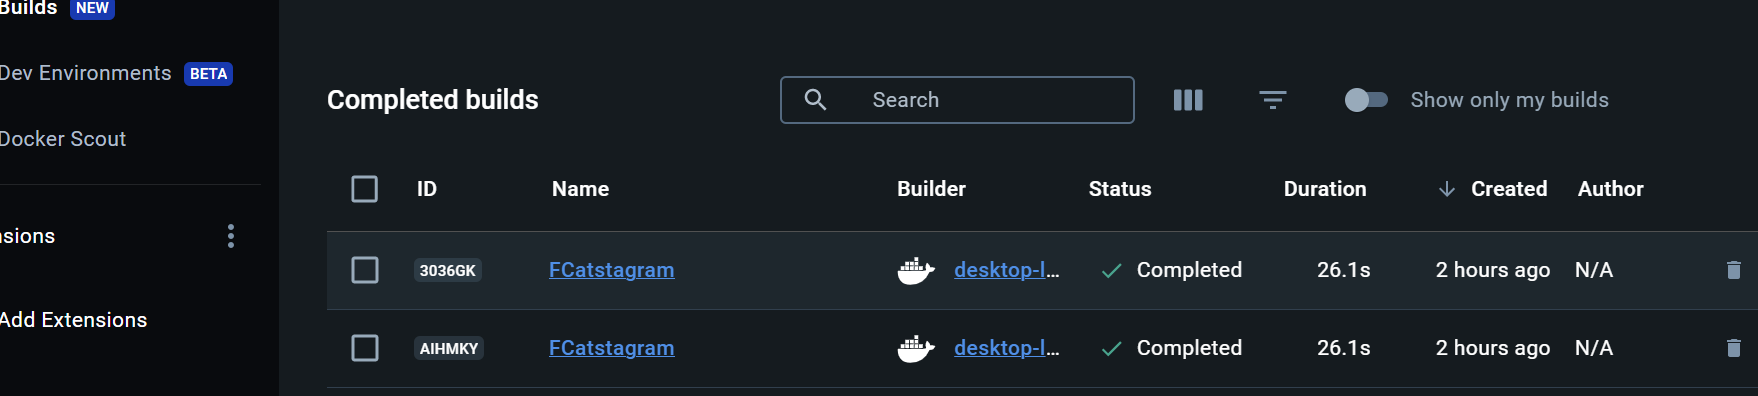 Builds NEW
Dev Environments BETA
Docker Scout
nsions
Add Extensions
Completed builds
Search
Show only my builds
ID Name Builder Status Duration Created Author
3036GK FCatstagram desktop-l... Completed 26.1s 2 hours ago N/A
AIHMKY FCatstagram desktop-l... Completed 26.1s 2 hours ago N/A